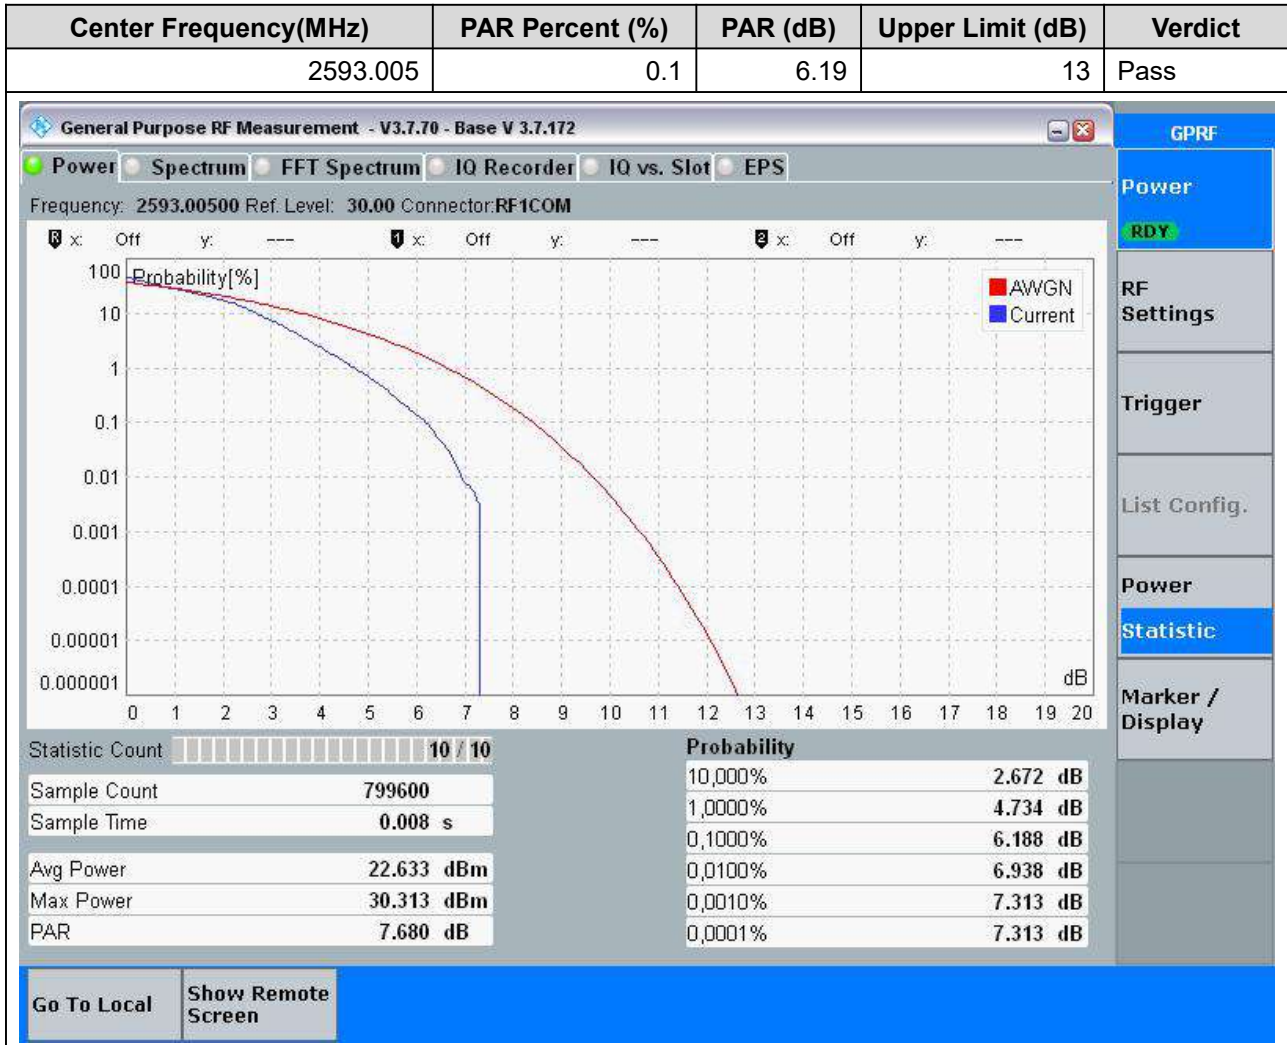 Center Frequency(MHz) PAR Percent (%) PAR (dB) Upper Limit (dB) Verdict
2593.005 0.1 6.19 13 Pass
General Purpose RF Measurement - V3.7.70 - Base V 3.7.172
GPRF
Power Spectrum FFT Spectrum IQ Recorder IQ vs. Slot EPS
Frequency: 2593.00500 Ref. Level: 30.00 Connector:RF1COM
R x: Off y: --- 1 x: Off y: --- 2 x: Off y: ---
Power
RDY
RF
Settings
Trigger
List Config.
Power
Statistic
Marker /
Display
Probability[%]
AWGN
Current
100
10
1
0.1
0.01
0.001
0.0001
0.00001
0.000001
dB
0 1 2 3 4 5 6 7 8 9 10 11 12 13 14 15 16 17 18 19 20
Statistic Count 10 / 10
Sample Count 799600
Sample Time 0.008 s
Avg Power 22.633 dBm
Max Power 30.313 dBm
PAR 7.680 dB
Probability
10,000% 2.672 dB
1,0000% 4.734 dB
0,1000% 6.188 dB
0,0100% 6.938 dB
0,0010% 7.313 dB
0,0001% 7.313 dB
Go To Local
Show Remote
Screen